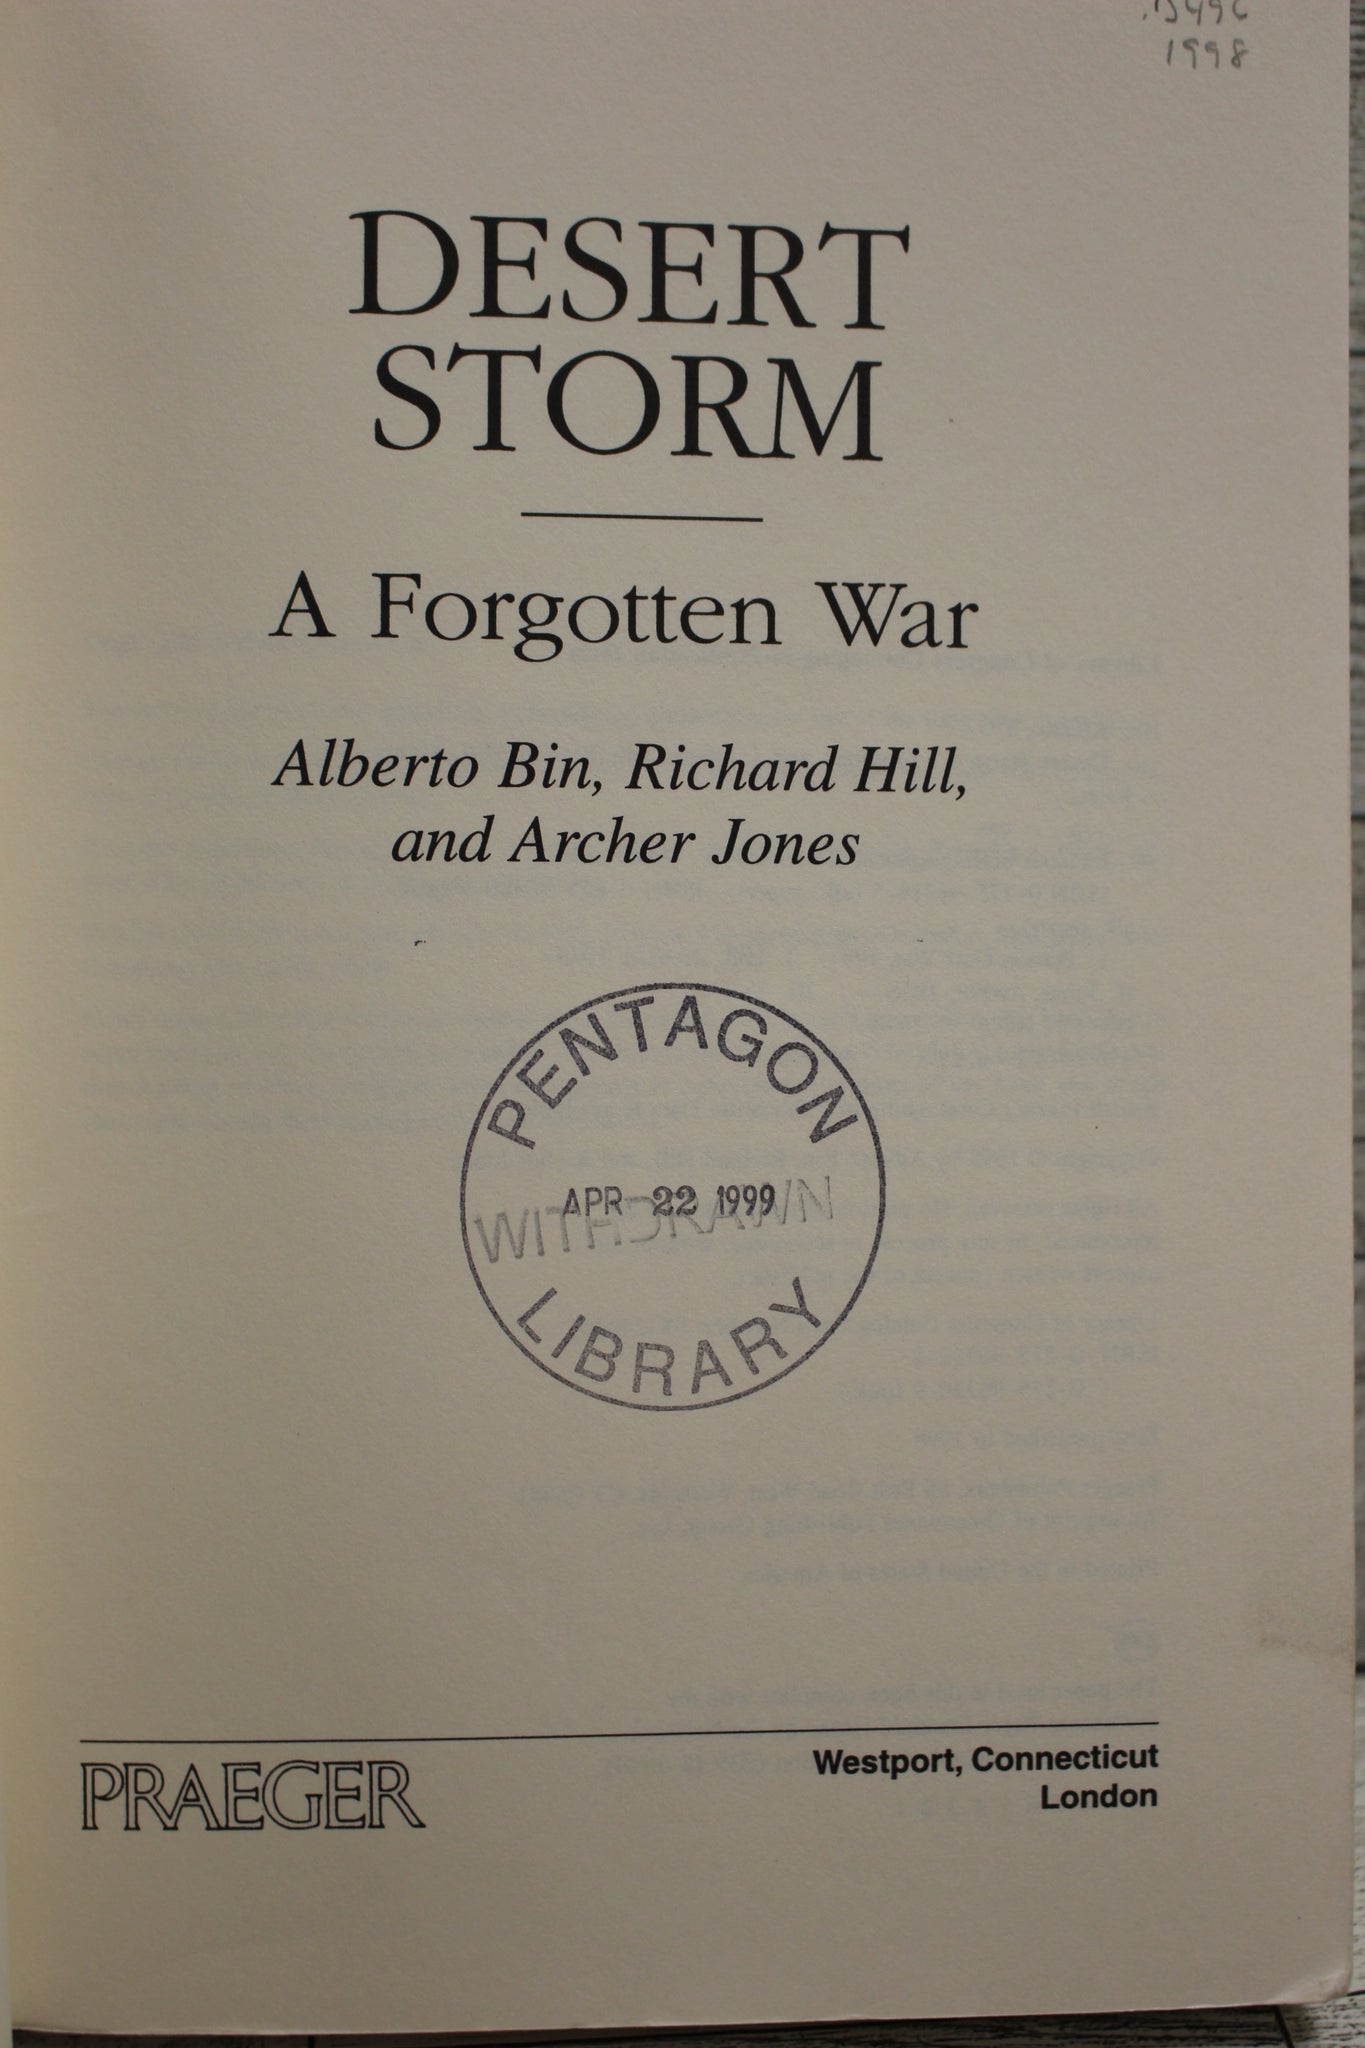 1998
DESERT
STORM
A Forgotten War
Alberto Bin, Richard Hill,
and Archer Jones
PENTAGON
APR 22 1999
WITHDRAWN
LIBRARY
PRAEGER
Westport, Connecticut
London